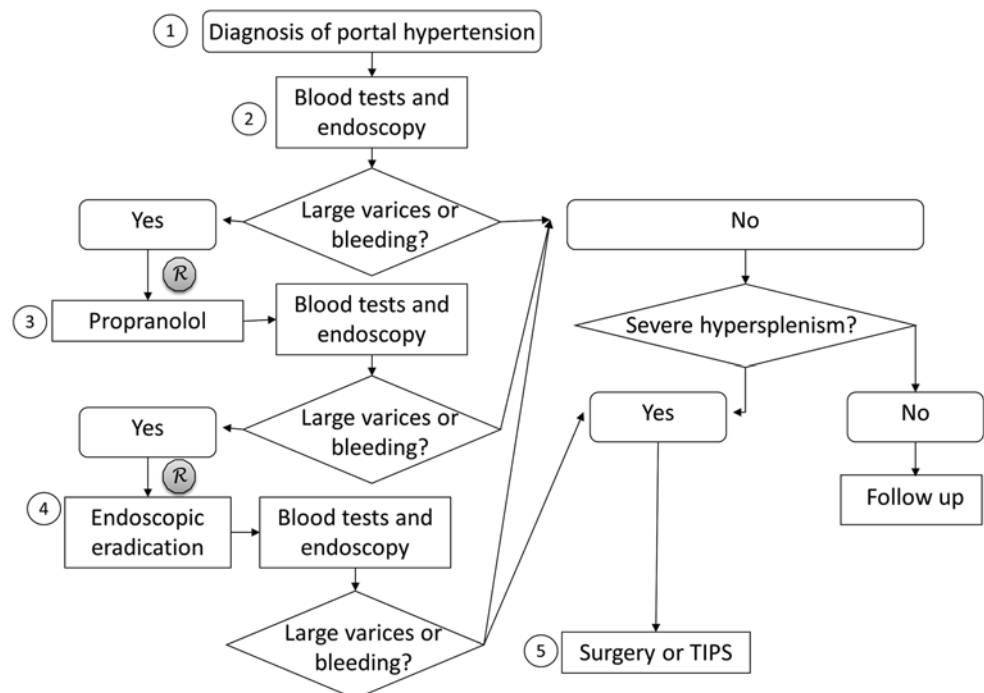 1
Diagnosis of portal hypertension
2
Blood tests and
endoscopy
Large varices or
bleeding?
Yes
No
ℛ
3
Propranolol
Blood tests and
endoscopy
Severe hypersplenism?
Large varices or
bleeding?
Yes
Yes
No
ℛ
4
Endoscopic
eradication
Blood tests and
endoscopy
Follow up
Large varices or
bleeding?
5
Surgery or TIPS